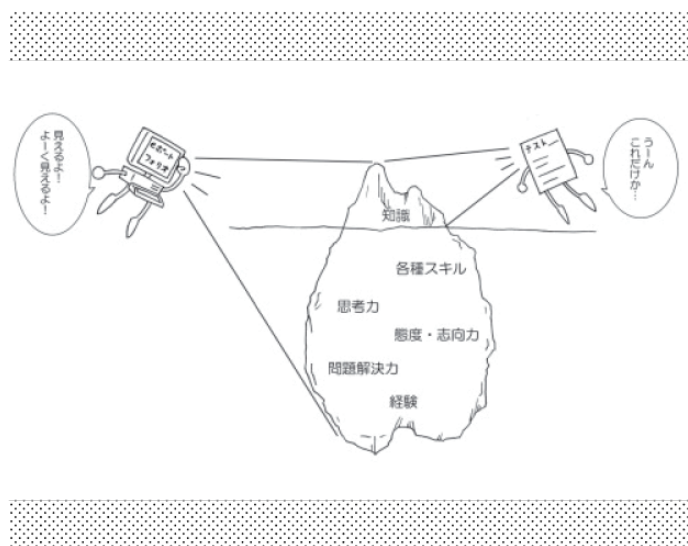 見えるよ!
よーく見えるよ!
eポート
フォリオ
テスト
うーん
これだけか…
知識
各種スキル
思考力
態度・志向力
問題解決力
経験